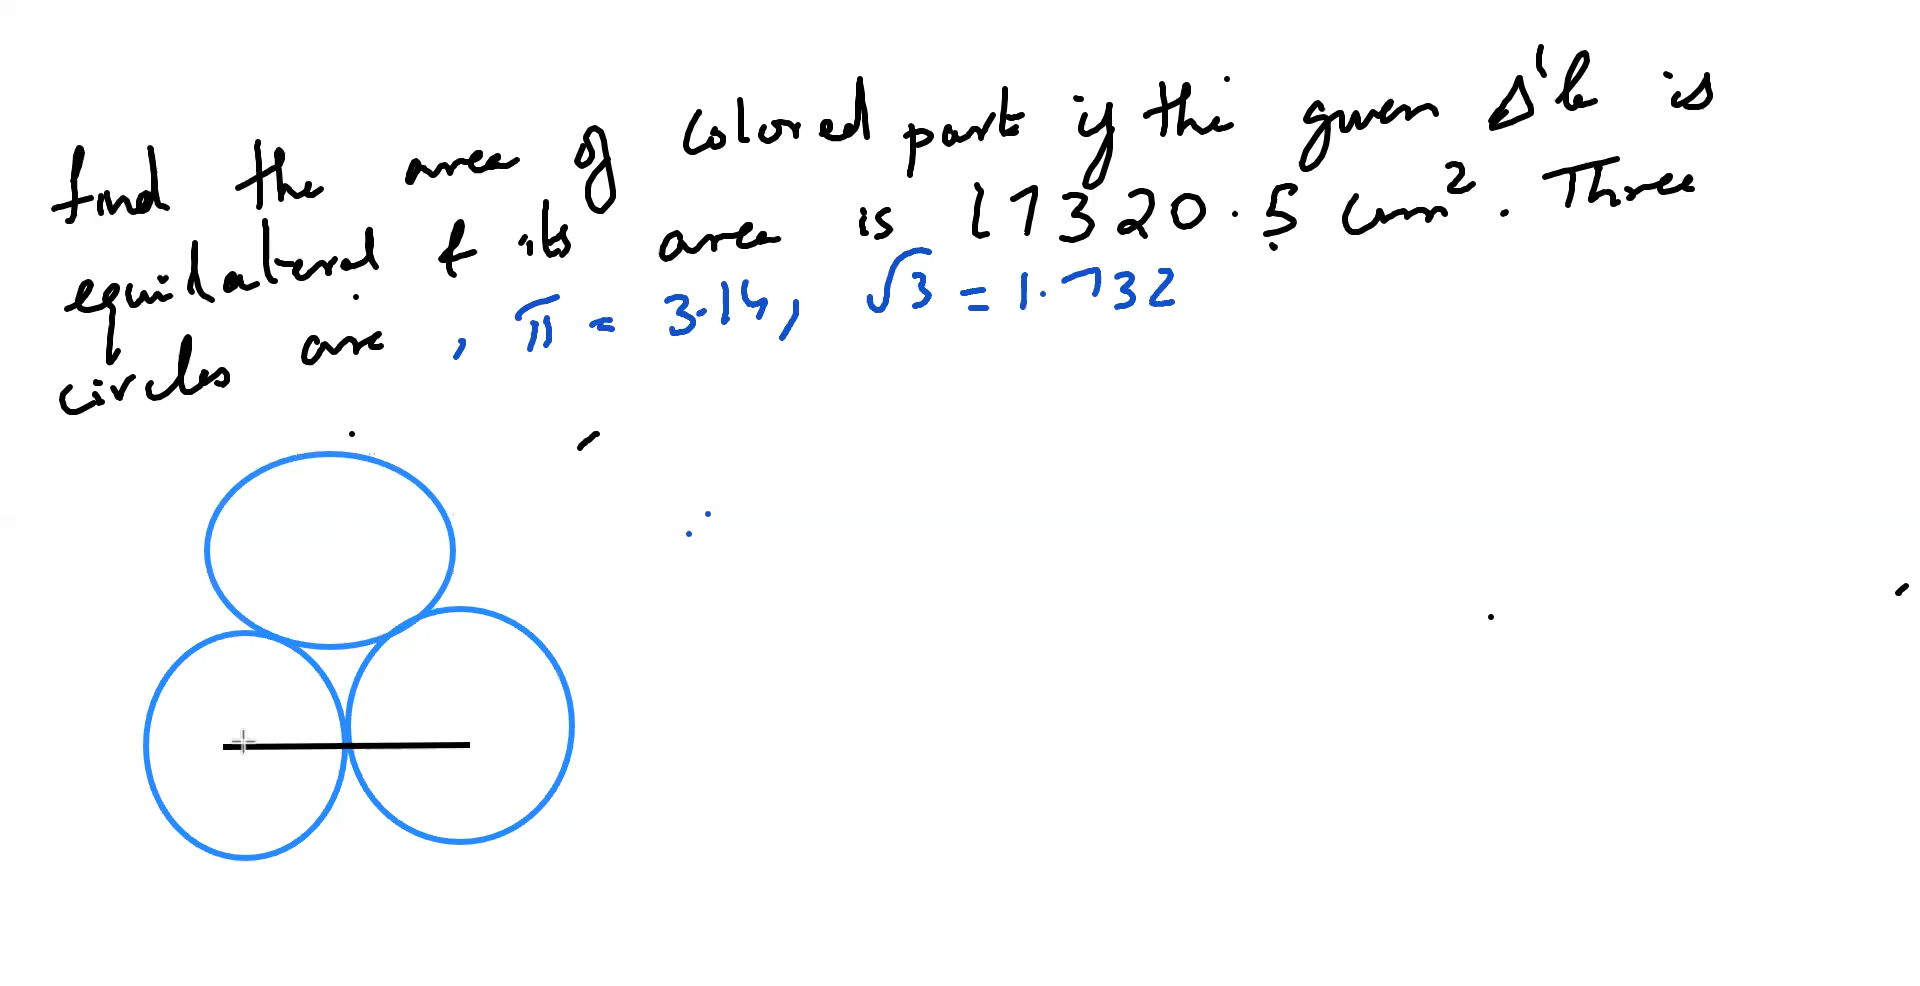 find the area of colored part if the given Δ'le is
equilateral & its area is 17320.5 cm². Three
circles are , π = 3.14, √3 = 1.732